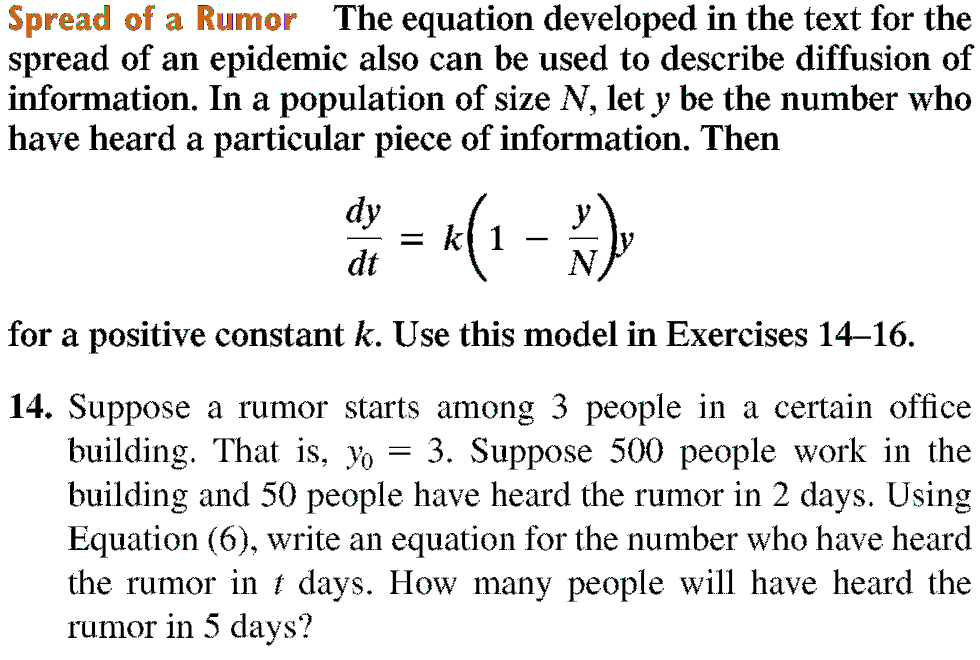 Spread of a Rumor The equation developed in the text for the
spread of an epidemic also can be used to describe diffusion of
information. In a population of size N, let y be the number who
have heard a particular piece of information. Then
dy/dt = k(1 − y/N)y
for a positive constant k. Use this model in Exercises 14–16.
14. Suppose a rumor starts among 3 people in a certain office
building. That is, y₀ = 3. Suppose 500 people work in the
building and 50 people have heard the rumor in 2 days. Using
Equation (6), write an equation for the number who have heard
the rumor in t days. How many people will have heard the
rumor in 5 days?